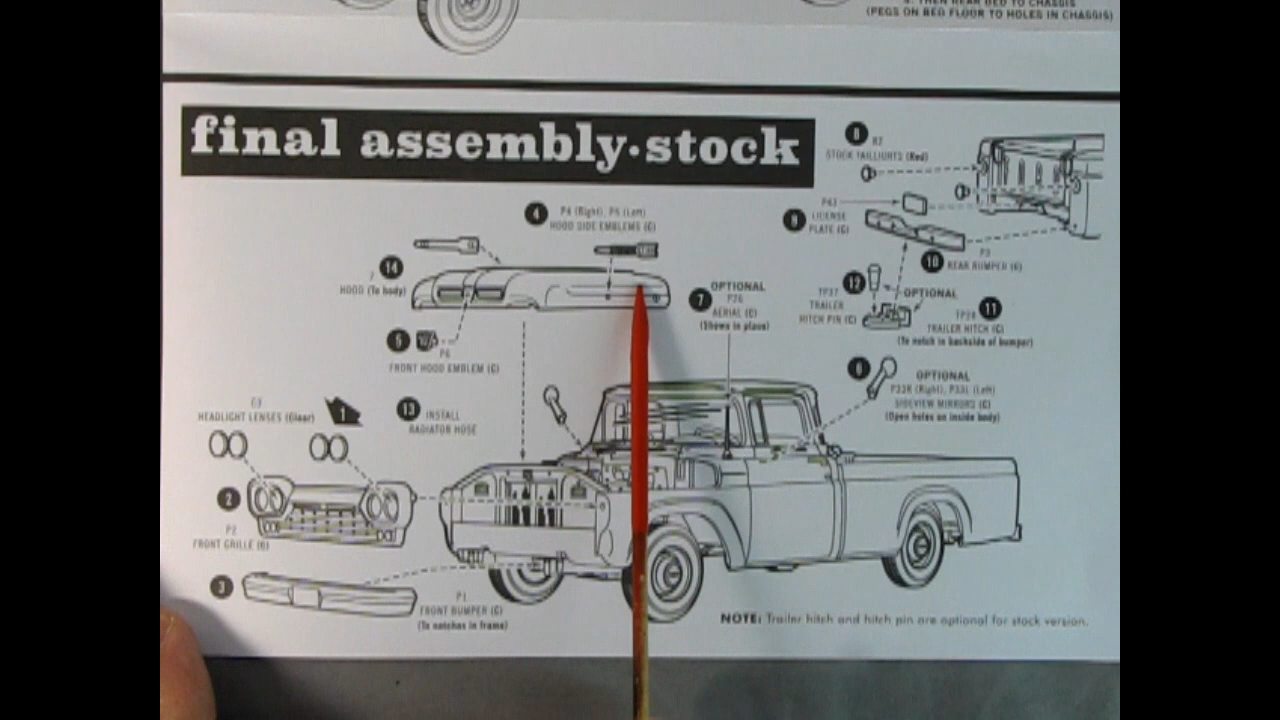 3. THEN REAR BED TO CHASSIS
(PEGS ON BED FLOOR TO HOLES IN CHASSIS)
final assembly·stock
8
STOCK TAILLIGHTS (Red)
P43
9 LICENSE
PLATE (C)
P3
10 REAR BUMPER (C)
4 P4 (Right), P5 (Left)
HOOD SIDE EMBLEMS (C)
14
7
HOOD (To body)
5
P6
FRONT HOOD EMBLEM (C)
OPTIONAL
7 P26
AERIAL (C)
(Shown in place)
12
TP37
TRAILER
HITCH PIN (C)
OPTIONAL
11
TRAILER HITCH (C)
(To notch in backside of bumper)
6
OPTIONAL
P33R (Right), P33L (Left)
SIDEVIEW MIRRORS (C)
(Open holes on inside body)
HEADLIGHT LENSES (Clear)
1
13 INSTALL
RADIATOR HOSE
2
P2
FRONT GRILLE (C)
3
P1
FRONT BUMPER (C)
(To notches in frame)
NOTE: Trailer hitch and hitch pin are optional for stock version.